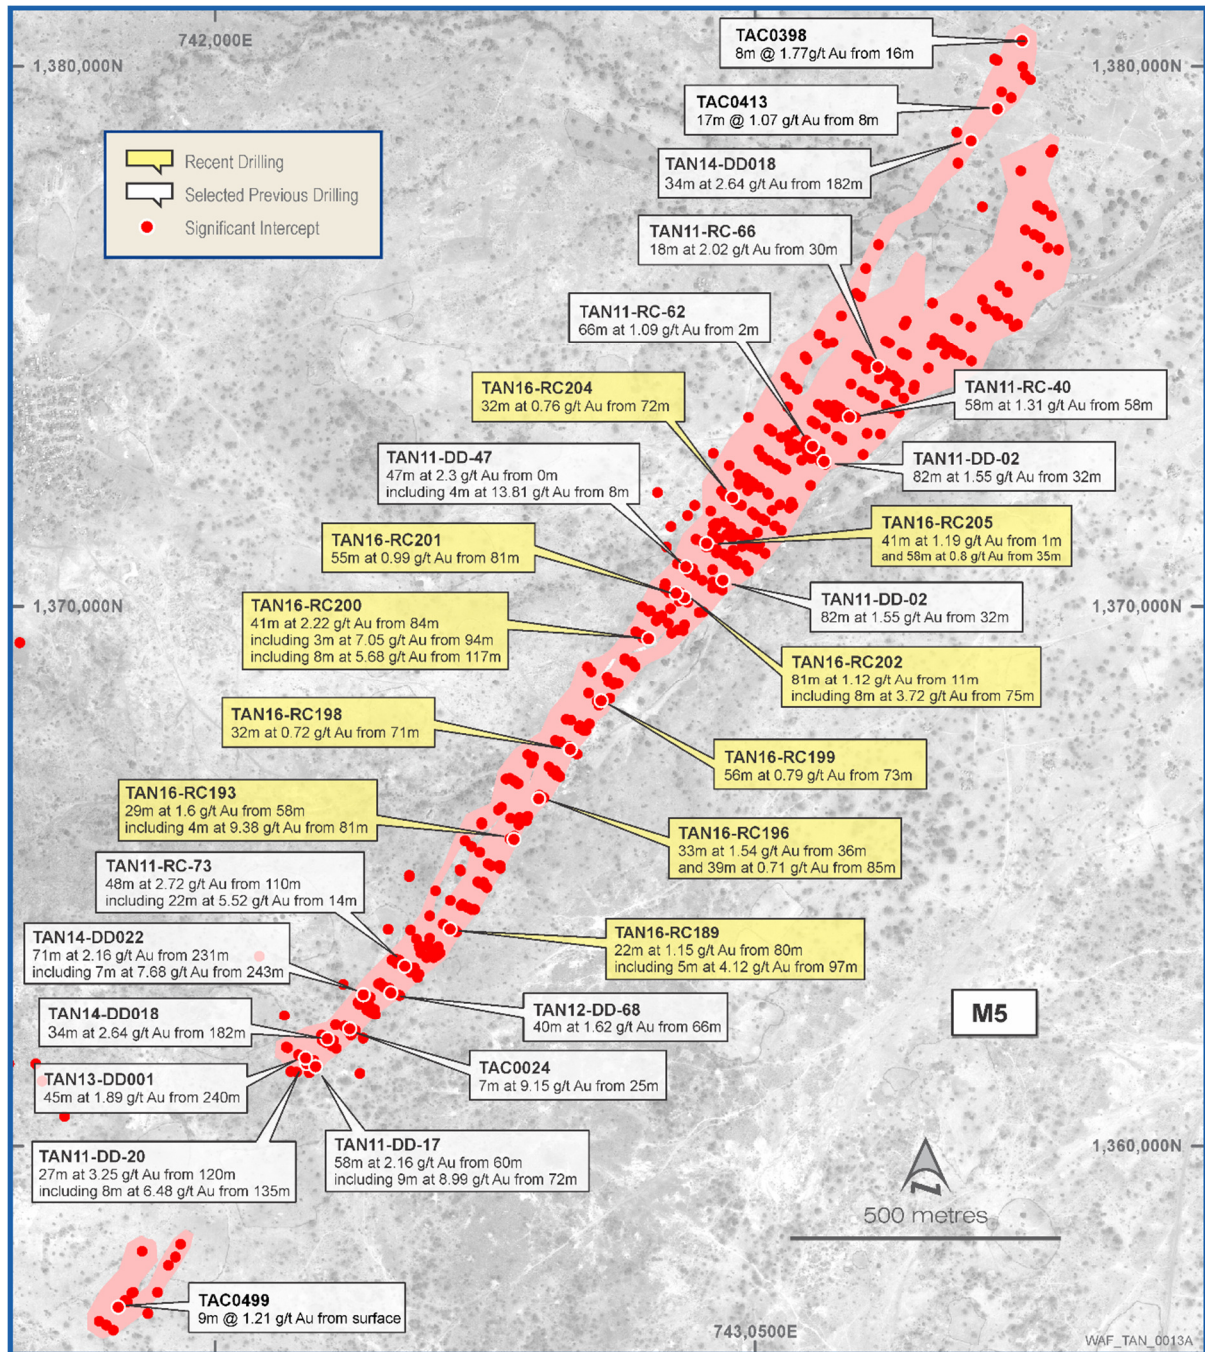 742,000E
1,380,000N
1,380,000N
TAC0398
8m @ 1.77g/t Au from 16m
TAC0413
17m @ 1.07 g/t Au from 8m
Recent Drilling
Selected Previous Drilling
Significant Intercept
TAN14-DD018
34m at 2.64 g/t Au from 182m
TAN11-RC-66
18m at 2.02 g/t Au from 30m
TAN11-RC-62
66m at 1.09 g/t Au from 2m
TAN16-RC204
32m at 0.76 g/t Au from 72m
TAN11-RC-40
58m at 1.31 g/t Au from 58m
TAN11-DD-47
47m at 2.3 g/t Au from 0m
including 4m at 13.81 g/t Au from 8m
TAN11-DD-02
82m at 1.55 g/t Au from 32m
TAN16-RC205
41m at 1.19 g/t Au from 1m
and 58m at 0.8 g/t Au from 35m
TAN16-RC201
55m at 0.99 g/t Au from 81m
1,370,000N
1,370,000N
TAN11-DD-02
82m at 1.55 g/t Au from 32m
TAN16-RC200
41m at 2.22 g/t Au from 84m
including 3m at 7.05 g/t Au from 94m
including 8m at 5.68 g/t Au from 117m
TAN16-RC202
81m at 1.12 g/t Au from 11m
including 8m at 3.72 g/t Au from 75m
TAN16-RC198
32m at 0.72 g/t Au from 71m
TAN16-RC199
56m at 0.79 g/t Au from 73m
TAN16-RC193
29m at 1.6 g/t Au from 58m
including 4m at 9.38 g/t Au from 81m
TAN16-RC196
33m at 1.54 g/t Au from 36m
and 39m at 0.71 g/t Au from 85m
TAN11-RC-73
48m at 2.72 g/t Au from 110m
including 22m at 5.52 g/t Au from 14m
TAN14-DD022
71m at 2.16 g/t Au from 231m
including 7m at 7.68 g/t Au from 243m
TAN16-RC189
22m at 1.15 g/t Au from 80m
including 5m at 4.12 g/t Au from 97m
TAN14-DD018
34m at 2.64 g/t Au from 182m
TAN12-DD-68
40m at 1.62 g/t Au from 66m
M5
TAN13-DD001
45m at 1.89 g/t Au from 240m
TAC0024
7m at 9.15 g/t Au from 25m
TAN11-DD-20
27m at 3.25 g/t Au from 120m
including 8m at 6.48 g/t Au from 135m
TAN11-DD-17
58m at 2.16 g/t Au from 60m
including 9m at 8.99 g/t Au from 72m
1,360,000N
N
500 metres
TAC0499
9m @ 1.21 g/t Au from surface
743,0500E
WAF_TAN_0013A